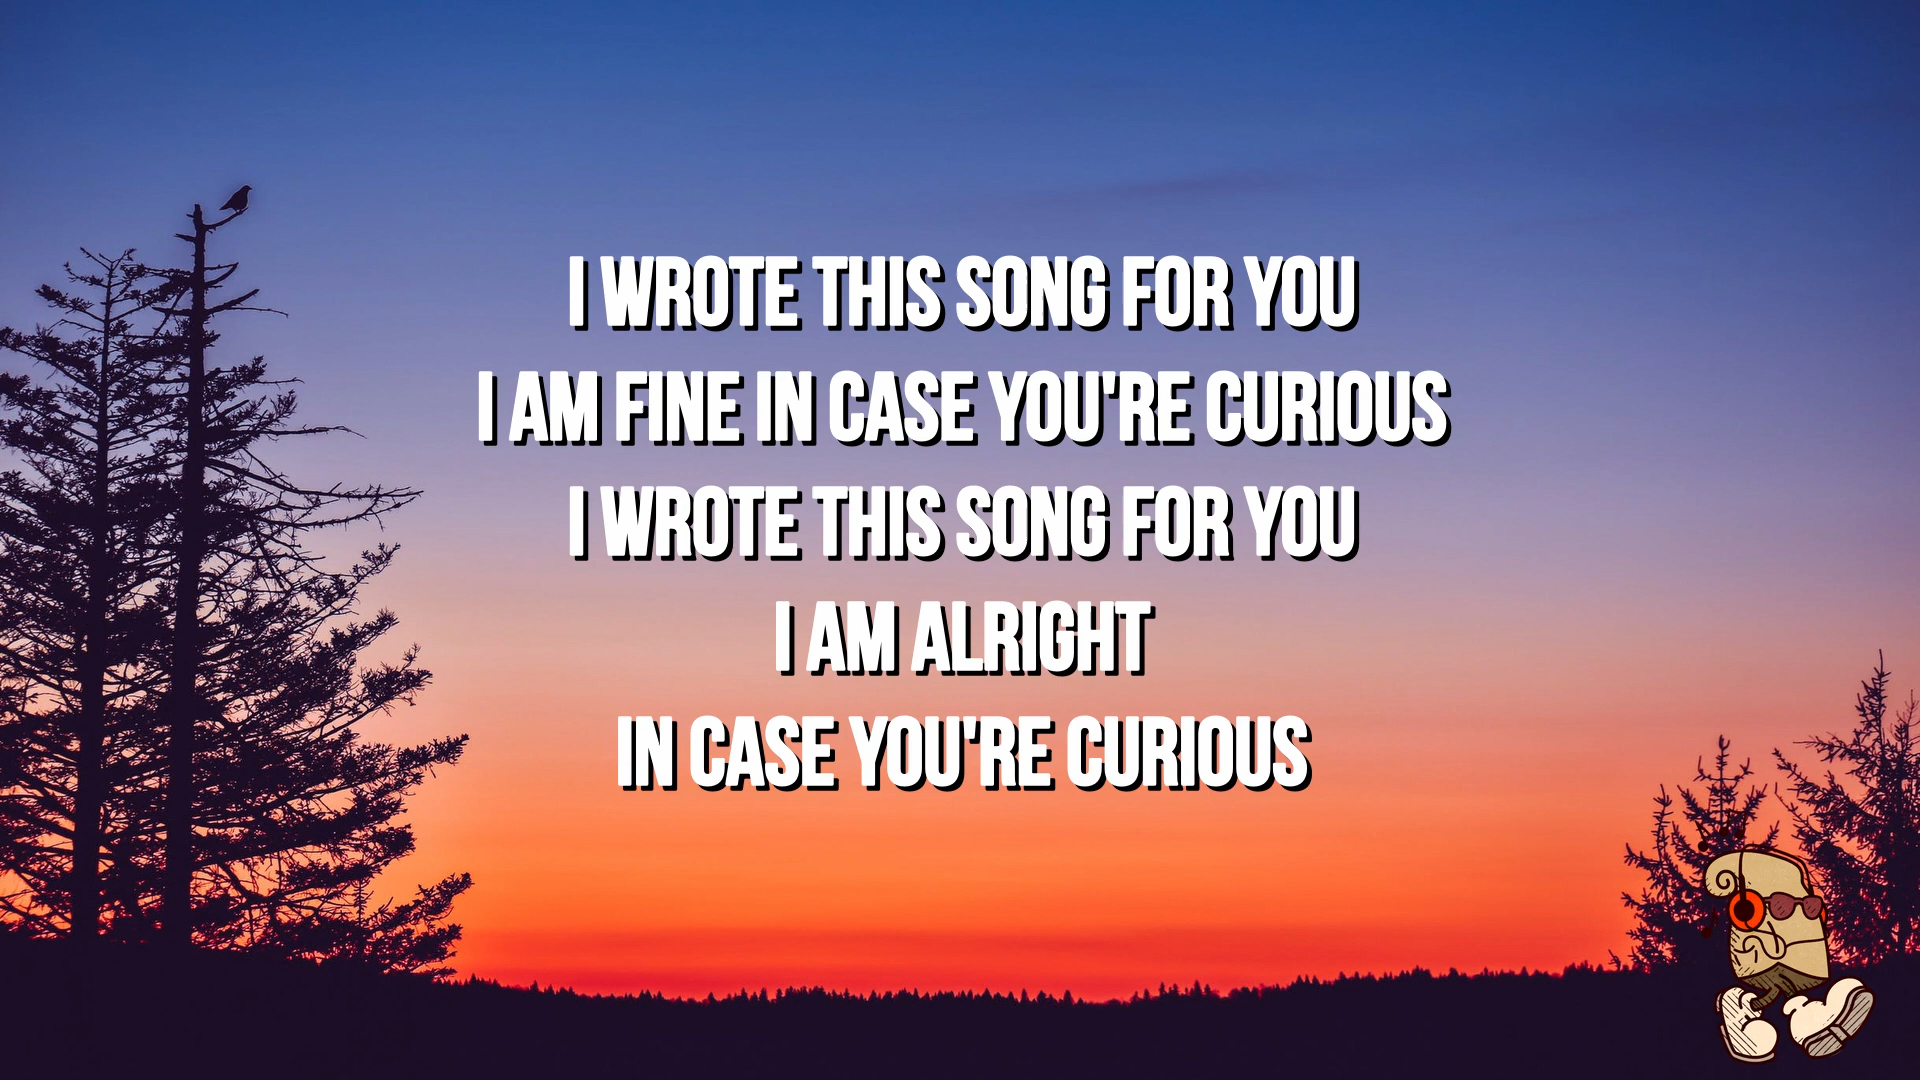 I WROTE THIS SONG FOR YOU
I AM FINE IN CASE YOU'RE CURIOUS
I WROTE THIS SONG FOR YOU
I AM ALRIGHT
IN CASE YOU'RE CURIOUS